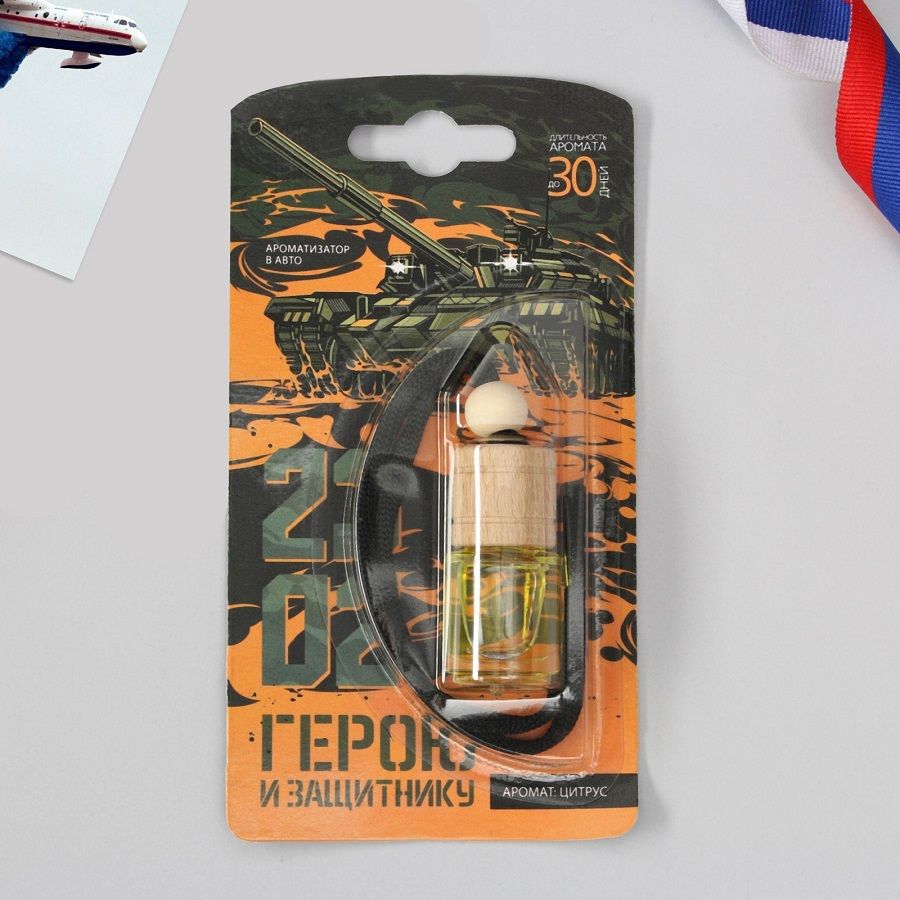 ДЛИТЕЛЬНОСТЬ
АРОМАТА
ДО 30 ДНЕЙ
АРОМАТИЗАТОР
В АВТО
23
02
ГЕРОЮ
И ЗАЩИТНИКУ
АРОМАТ: ЦИТРУС